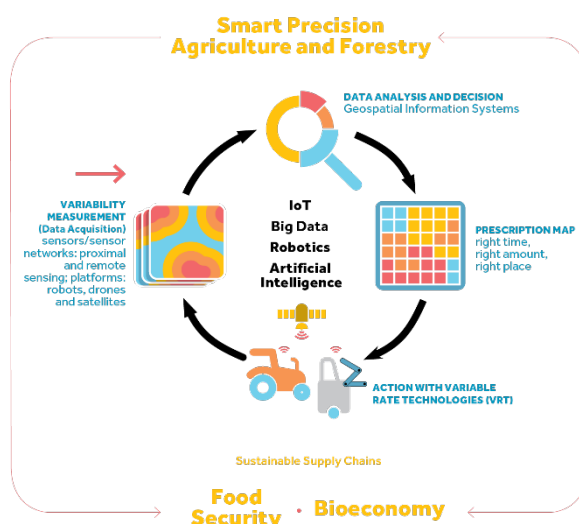 Smart Precision
Agriculture and Forestry
DATA ANALYSIS AND DECISION
Geospatial Information Systems
VARIABILITY
MEASUREMENT
(Data Acquisition)
sensors/sensor
networks: proximal
and remote
sensing; platforms:
robots, drones
and satellites
IoT
Big Data
Robotics
Artificial
Intelligence
PRESCRIPTION MAP
right time,
right amount,
right place
ACTION WITH VARIABLE
RATE TECHNOLOGIES (VRT)
Sustainable Supply Chains
Food
Security · Bioeconomy